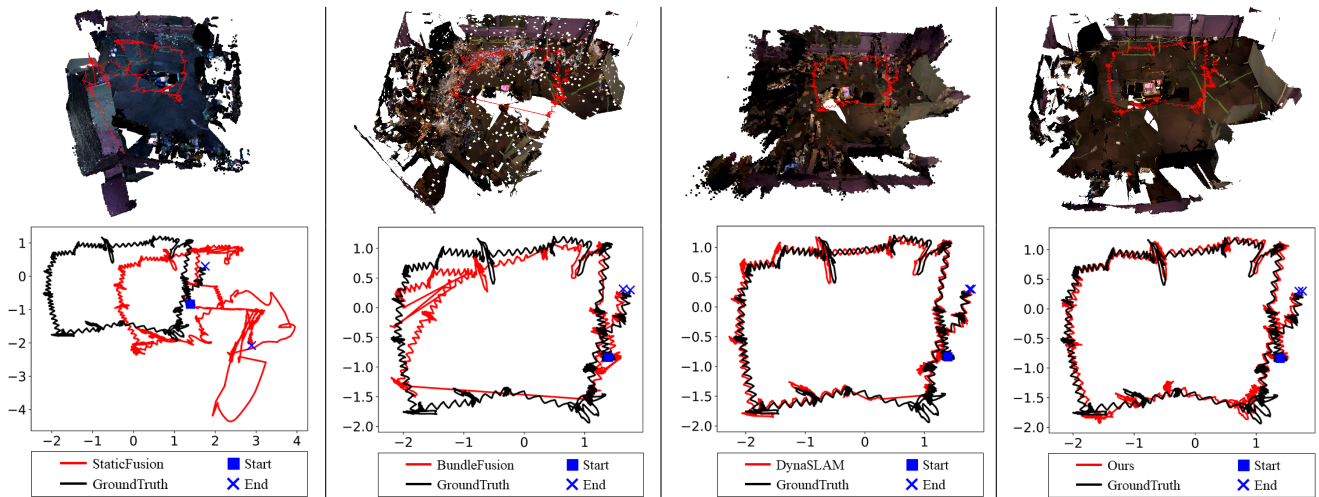 1
0
−1
−2
−3
−4
−2 −1 0 1 2 3 4
StaticFusion Start
GroundTruth End
1.0
0.5
0.0
−0.5
−1.0
−1.5
−2.0
−2 −1 0 1
BundleFusion Start
GroundTruth End
1.0
0.5
0.0
−0.5
−1.0
−1.5
−2.0
−2 −1 0 1
DynaSLAM Start
GroundTruth End
1.0
0.5
0.0
−0.5
−1.0
−1.5
−2.0
−2 −1 0 1
Ours Start
GroundTruth End